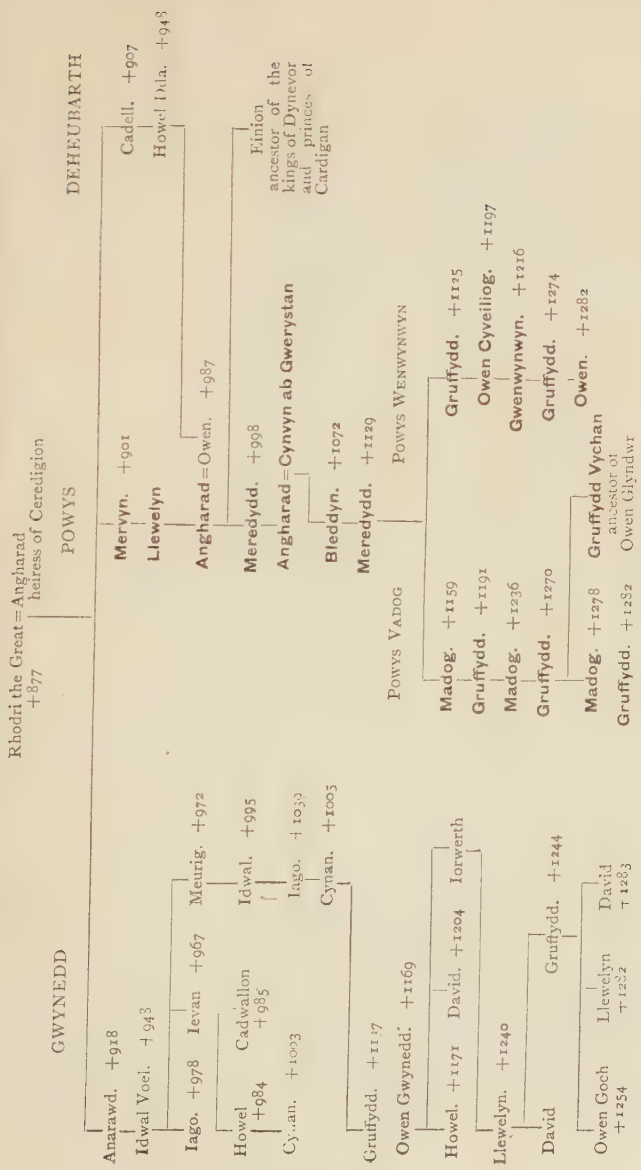 Rhodri the Great = Angharad
+877 heiress of Ceredigion
GWYNEDD
POWYS
DEHEUBARTH
Anarawd. +918
Idwal Voel. +943
Iago. +978 Ievan +967 Meurig. +972
Howel
+984
Cadwallon
+985
Idwal. +995
+1003
Iago. +1039
Cynan. +1005
Gruffydd.
Owen Gwynedd. +1169
Howel. +1171 David. +1204 Iorwerth
Llewelyn. +1240
David
Gruffydd. +1244
Owen Goch
+1254
Llewelyn
+1282
David
+1283
Mervyn. +901
Llewelyn
Angharad = Owen. +987
Meredydd. +998
Angharad = Cynvyn ab Gwerystan
Bleddyn. +1072
Meredydd. +1129
Cadell. +907
Howel Dda. +948
Einion
ancestor of the
kings of Dynevor
and princes of
Cardigan
POWYS VADOG
Madog. +1159
Gruffydd. +1191
Madog. +1236
Gruffydd. +1270
Madog. +1278
Gruffydd. +1282
Gruffydd Vychan
ancestor of
Owen Glyndwr
POWYS WENWYNWYN
Gruffydd. +1125
Owen Cyveiliog. +1197
Gwenwynwyn. +1216
Gruffydd. +1274
Owen. +1282